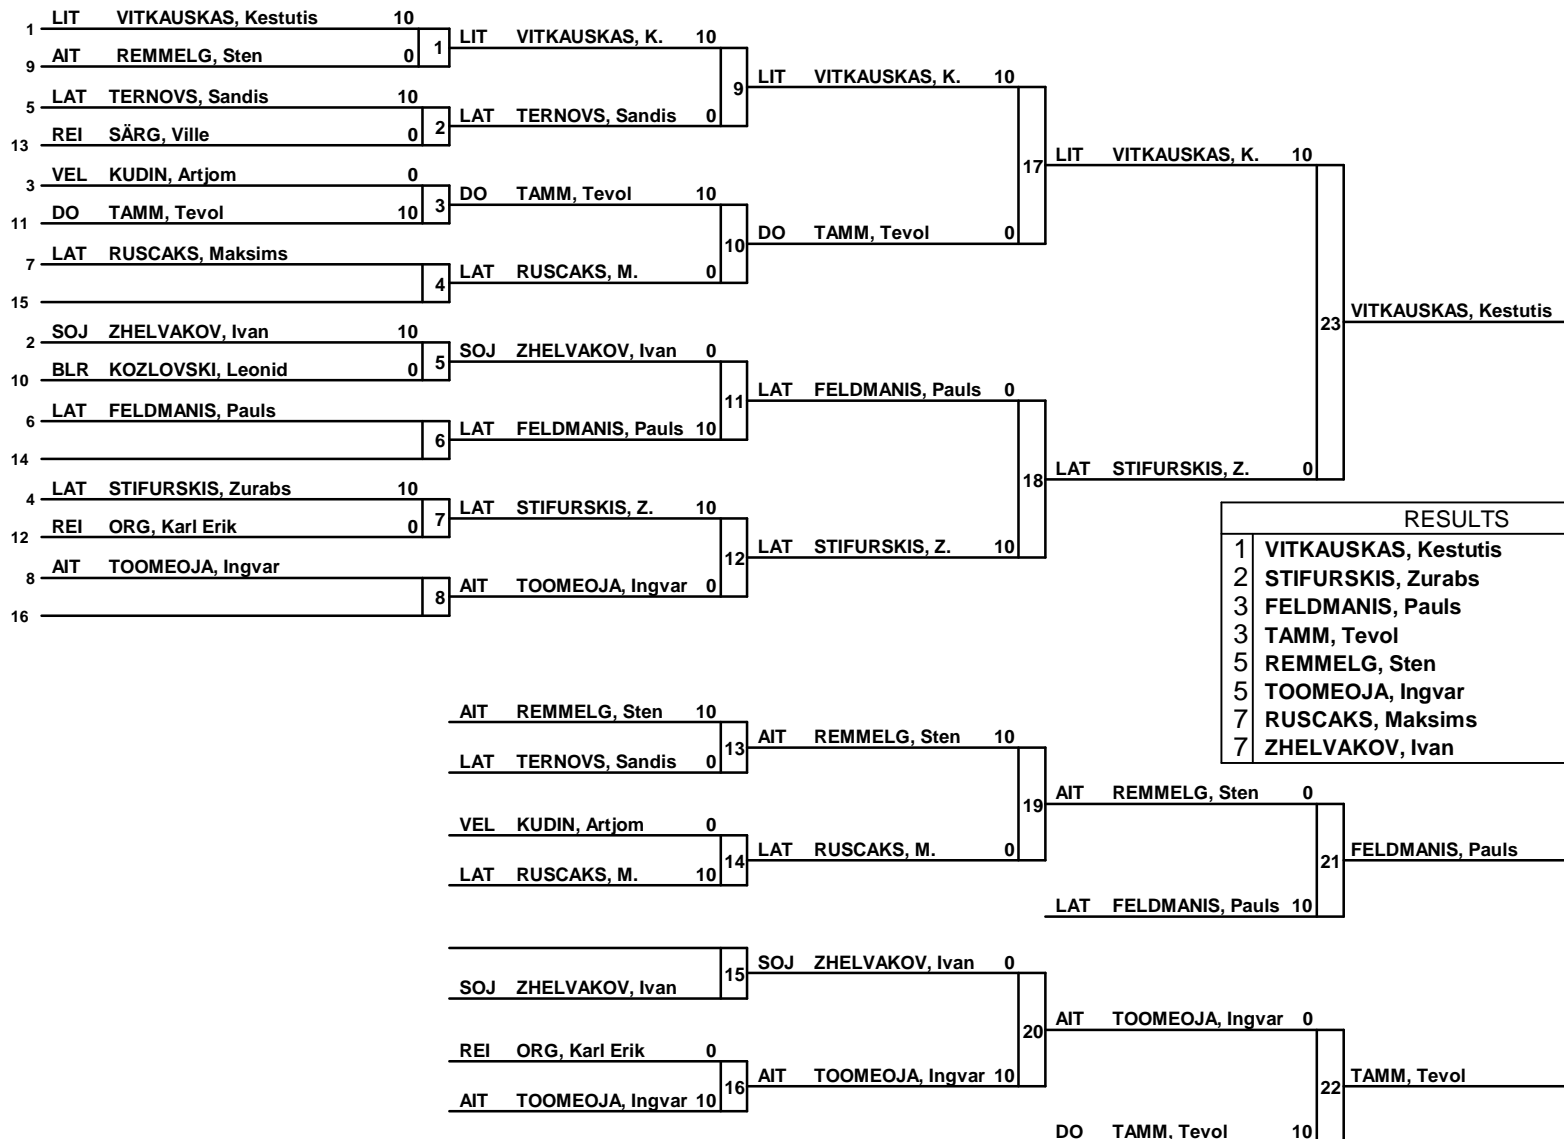 LIT VITKAUSKAS, Kestutis 10
1
1 LIT VITKAUSKAS, K. 10
9 AIT REMMELG, Sten 0
9 LIT VITKAUSKAS, K. 10
5 LAT TERNOVS, Sandis 10
2 LAT TERNOVS, Sandis 0
13 REI SÄRG, Ville 0
17 LIT VITKAUSKAS, K. 10
3 VEL KUDIN, Artjom 0
3 DO TAMM, Tevol 10
11 DO TAMM, Tevol 10
10 DO TAMM, Tevol 0
7 LAT RUSCAKS, Maksims
4 LAT RUSCAKS, M. 0
15
23 VITKAUSKAS, Kestutis
2 SOJ ZHELVAKOV, Ivan 10
5 SOJ ZHELVAKOV, Ivan 0
10 BLR KOZLOVSKI, Leonid 0
11 LAT FELDMANIS, Pauls 0
6 LAT FELDMANIS, Pauls
6 LAT FELDMANIS, Pauls 10
14
18 LAT STIFURSKIS, Z. 0
4 LAT STIFURSKIS, Zurabs 10
7 LAT STIFURSKIS, Z. 10
12 REI ORG, Karl Erik 0
12 LAT STIFURSKIS, Z. 10
8 AIT TOOMEOJA, Ingvar
8 AIT TOOMEOJA, Ingvar 0
16
RESULTS
1 VITKAUSKAS, Kestutis
2 STIFURSKIS, Zurabs
3 FELDMANIS, Pauls
3 TAMM, Tevol
5 REMMELG, Sten
5 TOOMEOJA, Ingvar
7 RUSCAKS, Maksims
7 ZHELVAKOV, Ivan
AIT REMMELG, Sten 10
13 AIT REMMELG, Sten 10
LAT TERNOVS, Sandis 0
19 AIT REMMELG, Sten 0
VEL KUDIN, Artjom 0
14 LAT RUSCAKS, M. 0
LAT RUSCAKS, M. 10
21 FELDMANIS, Pauls
LAT FELDMANIS, Pauls 10
15 SOJ ZHELVAKOV, Ivan 0
SOJ ZHELVAKOV, Ivan
20 AIT TOOMEOJA, Ingvar 0
REI ORG, Karl Erik 0
16 AIT TOOMEOJA, Ingvar 10
AIT TOOMEOJA, Ingvar 10
22 TAMM, Tevol
DO TAMM, Tevol 10